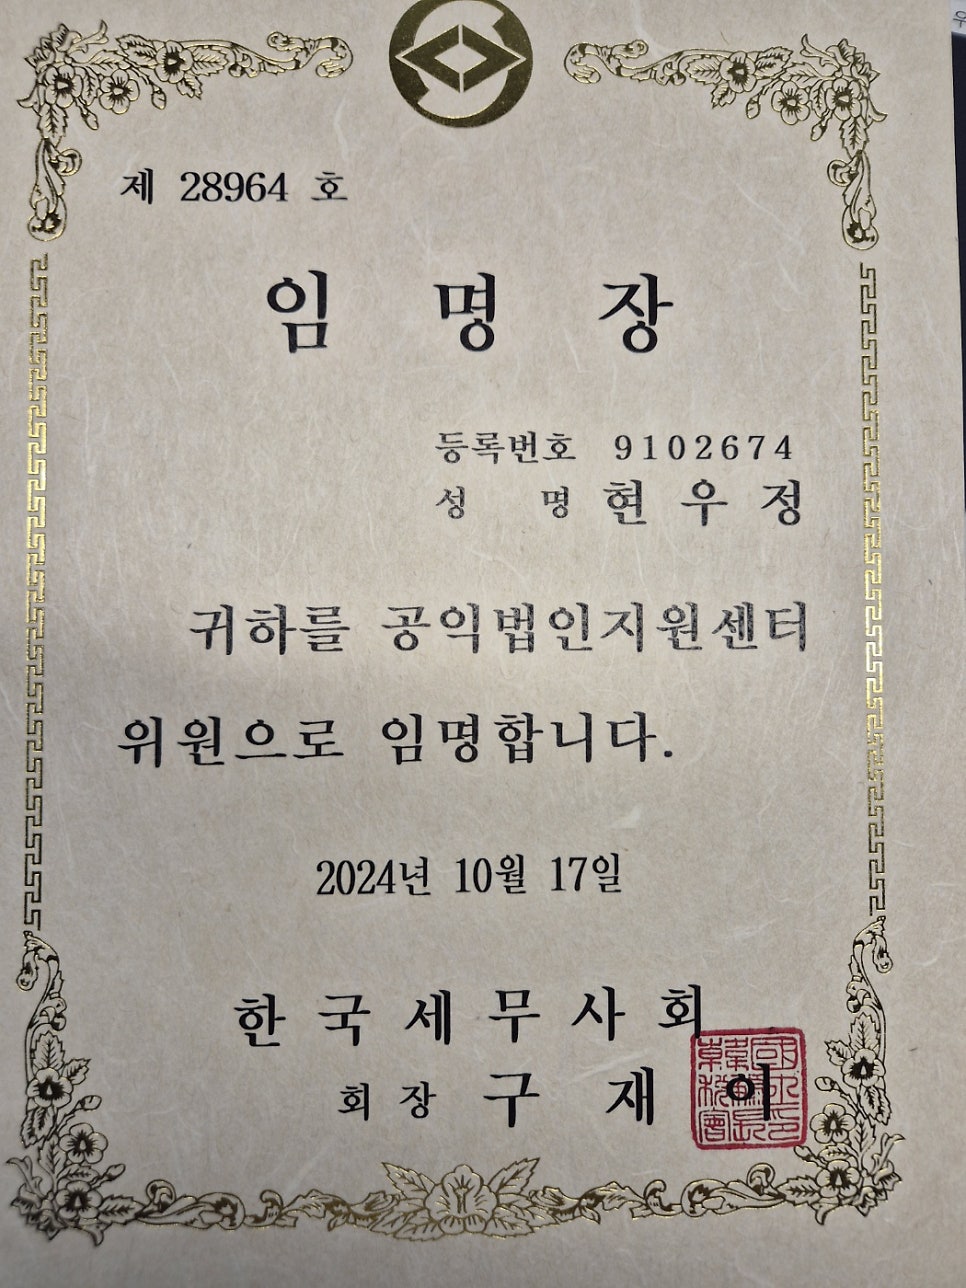 제 28964 호
임 명 장
등록번호 9102674
성 명 현 우 정
귀하를 공익법인지원센터
위원으로 임명합니다.
2024년 10월 17일
한 국 세 무 사 회
회 장 구 재 이